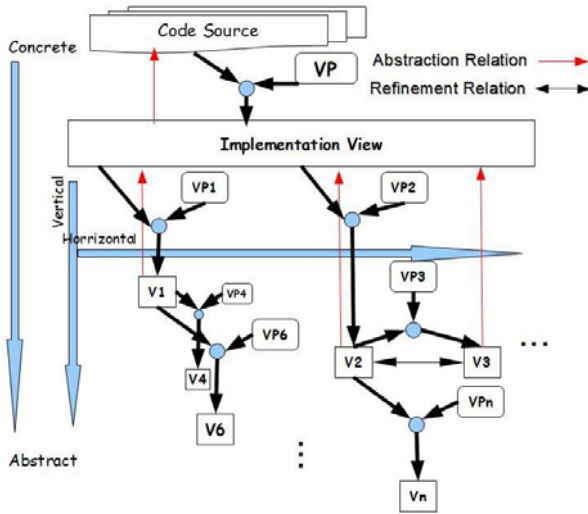 Code Source
Concrete
VP
Abstraction Relation
Refinement Relation
Implementation View
VP1
VP2
Vertical
Horrizontal
VP3
V1
VP4
VP6
V2
V3
...
V4
VPn
V6
...
Abstract
Vn